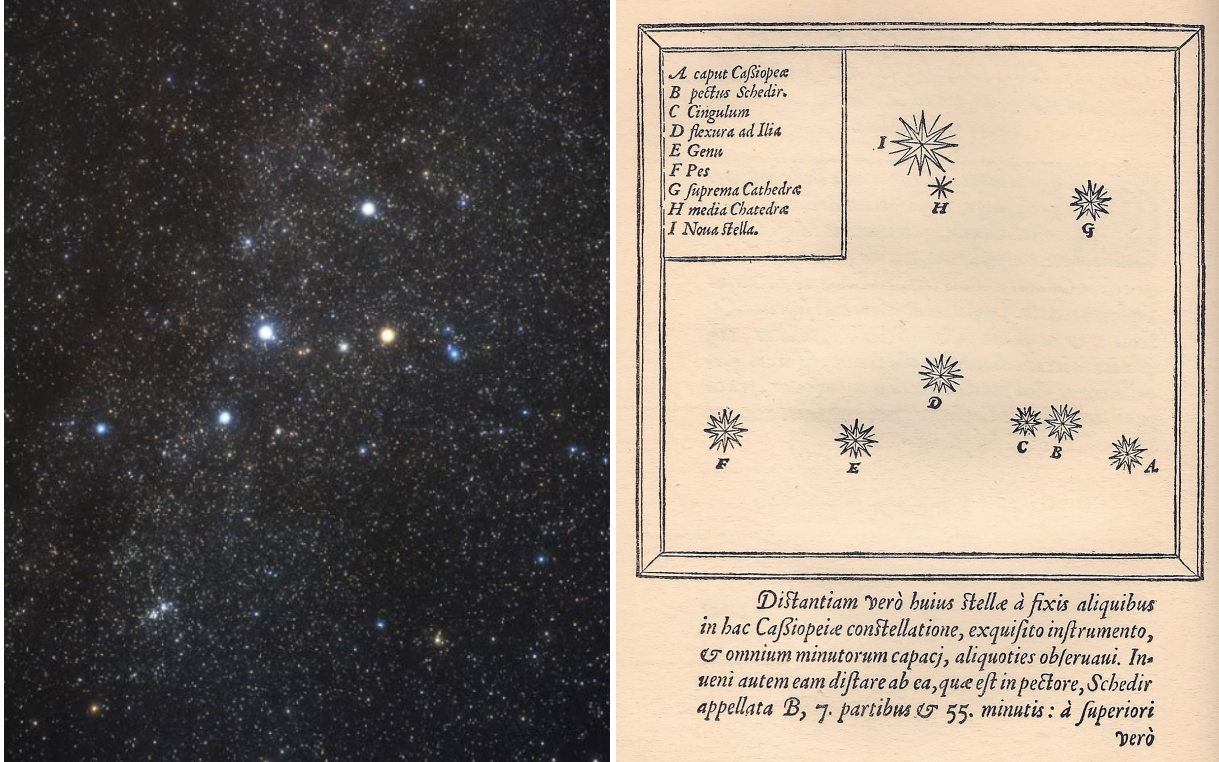 A caput Caßiopeæ
B pectus Schedir.
C Cingulum
D flexura ad Ilia
E Genu
F Pes
G ſuprema Cathedræ
H media Chatedræ
I Noua ſtella.
I
H
G
D
F
E
C
B
A
Distantiam verò huius ſtellæ à fixis aliquibus
in hac Caßiopeiæ conſtellatione, exquiſito inſtrumento,
& omnium minutorum capacj, aliquoties obſeruaui. In-
ueni autem eam diſtare ab ea, quæ eſt in pectore, Schedir
appellata B, 7. partibus & 55. minutis: à ſuperiori
verò